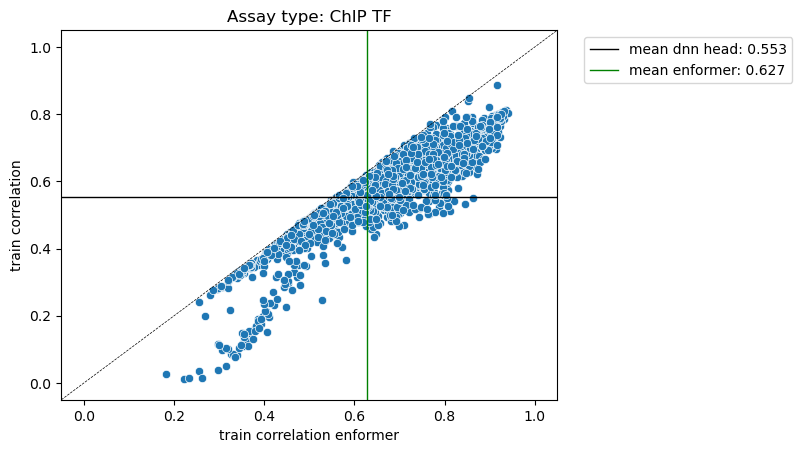 Assay type: ChIP TF
mean dnn head: 0.553
mean enformer: 0.627
train correlation
1.0
0.8
0.6
0.4
0.2
0.0
0.0 0.2 0.4 0.6 0.8 1.0
train correlation enformer